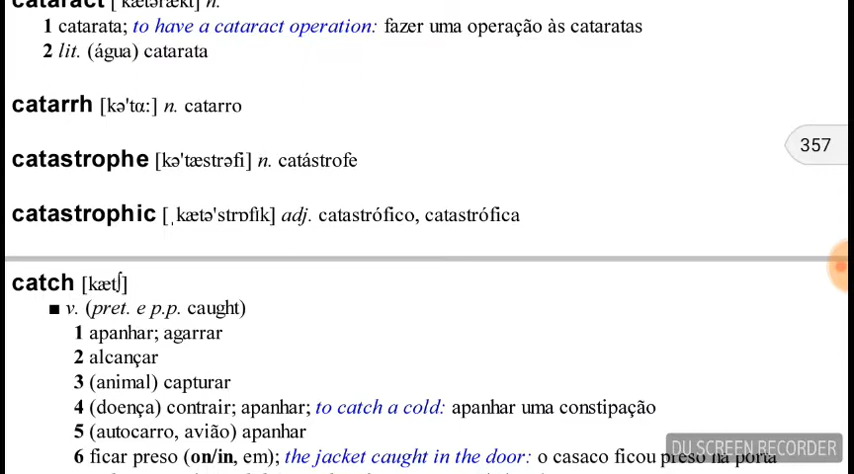 cataract [ˈkætərækt] n.
1 catarata; to have a cataract operation: fazer uma operação às cataratas
2 lit. (água) catarata
catarrh [kə'tɑ:] n. catarro
357
catastrophe [kə'tæstrəfi] n. catástrofe
catastrophic [ˌkætə'strɒfik] adj. catastrófico, catastrófica
catch [kætʃ]
■ v. (pret. e p.p. caught)
1 apanhar; agarrar
2 alcançar
3 (animal) capturar
4 (doença) contrair; apanhar; to catch a cold: apanhar uma constipação
5 (autocarro, avião) apanhar
DU SCREEN RECORDER
6 ficar preso (on/in, em); the jacket caught in the door: o casaco ficou preso na porta